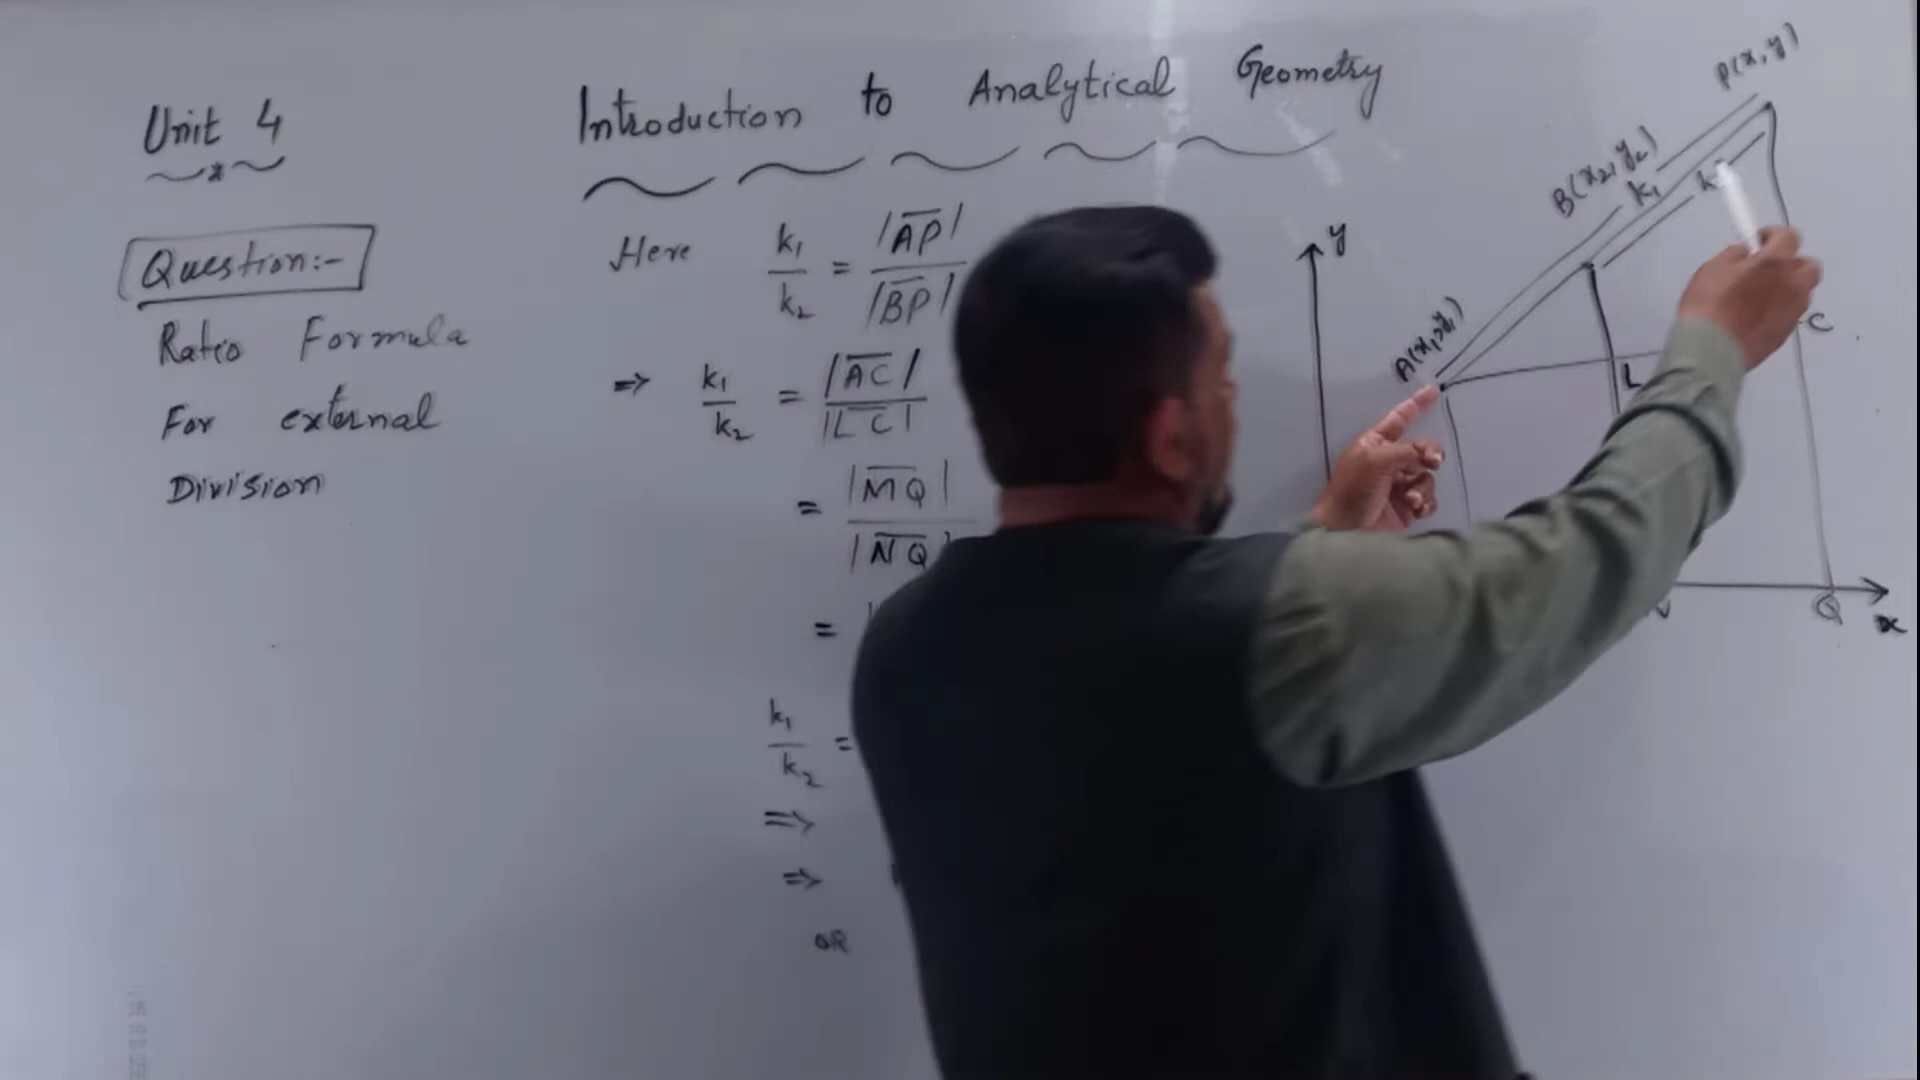 Unit 4
Introduction to Analytical Geometry
Question:-
Ratio Formula
For external
Division
Here k₁/k₂ = |AP|/|BP|
⇒ k₁/k₂ = |AC|/|LC|
= |MQ|/|NQ|
=
k₁/k₂ =
⇒
⇒
OR
P(x, y)
B(x₂, y₂)
k₁
k
y
A(x₁, y₁)
C
L
Q
x